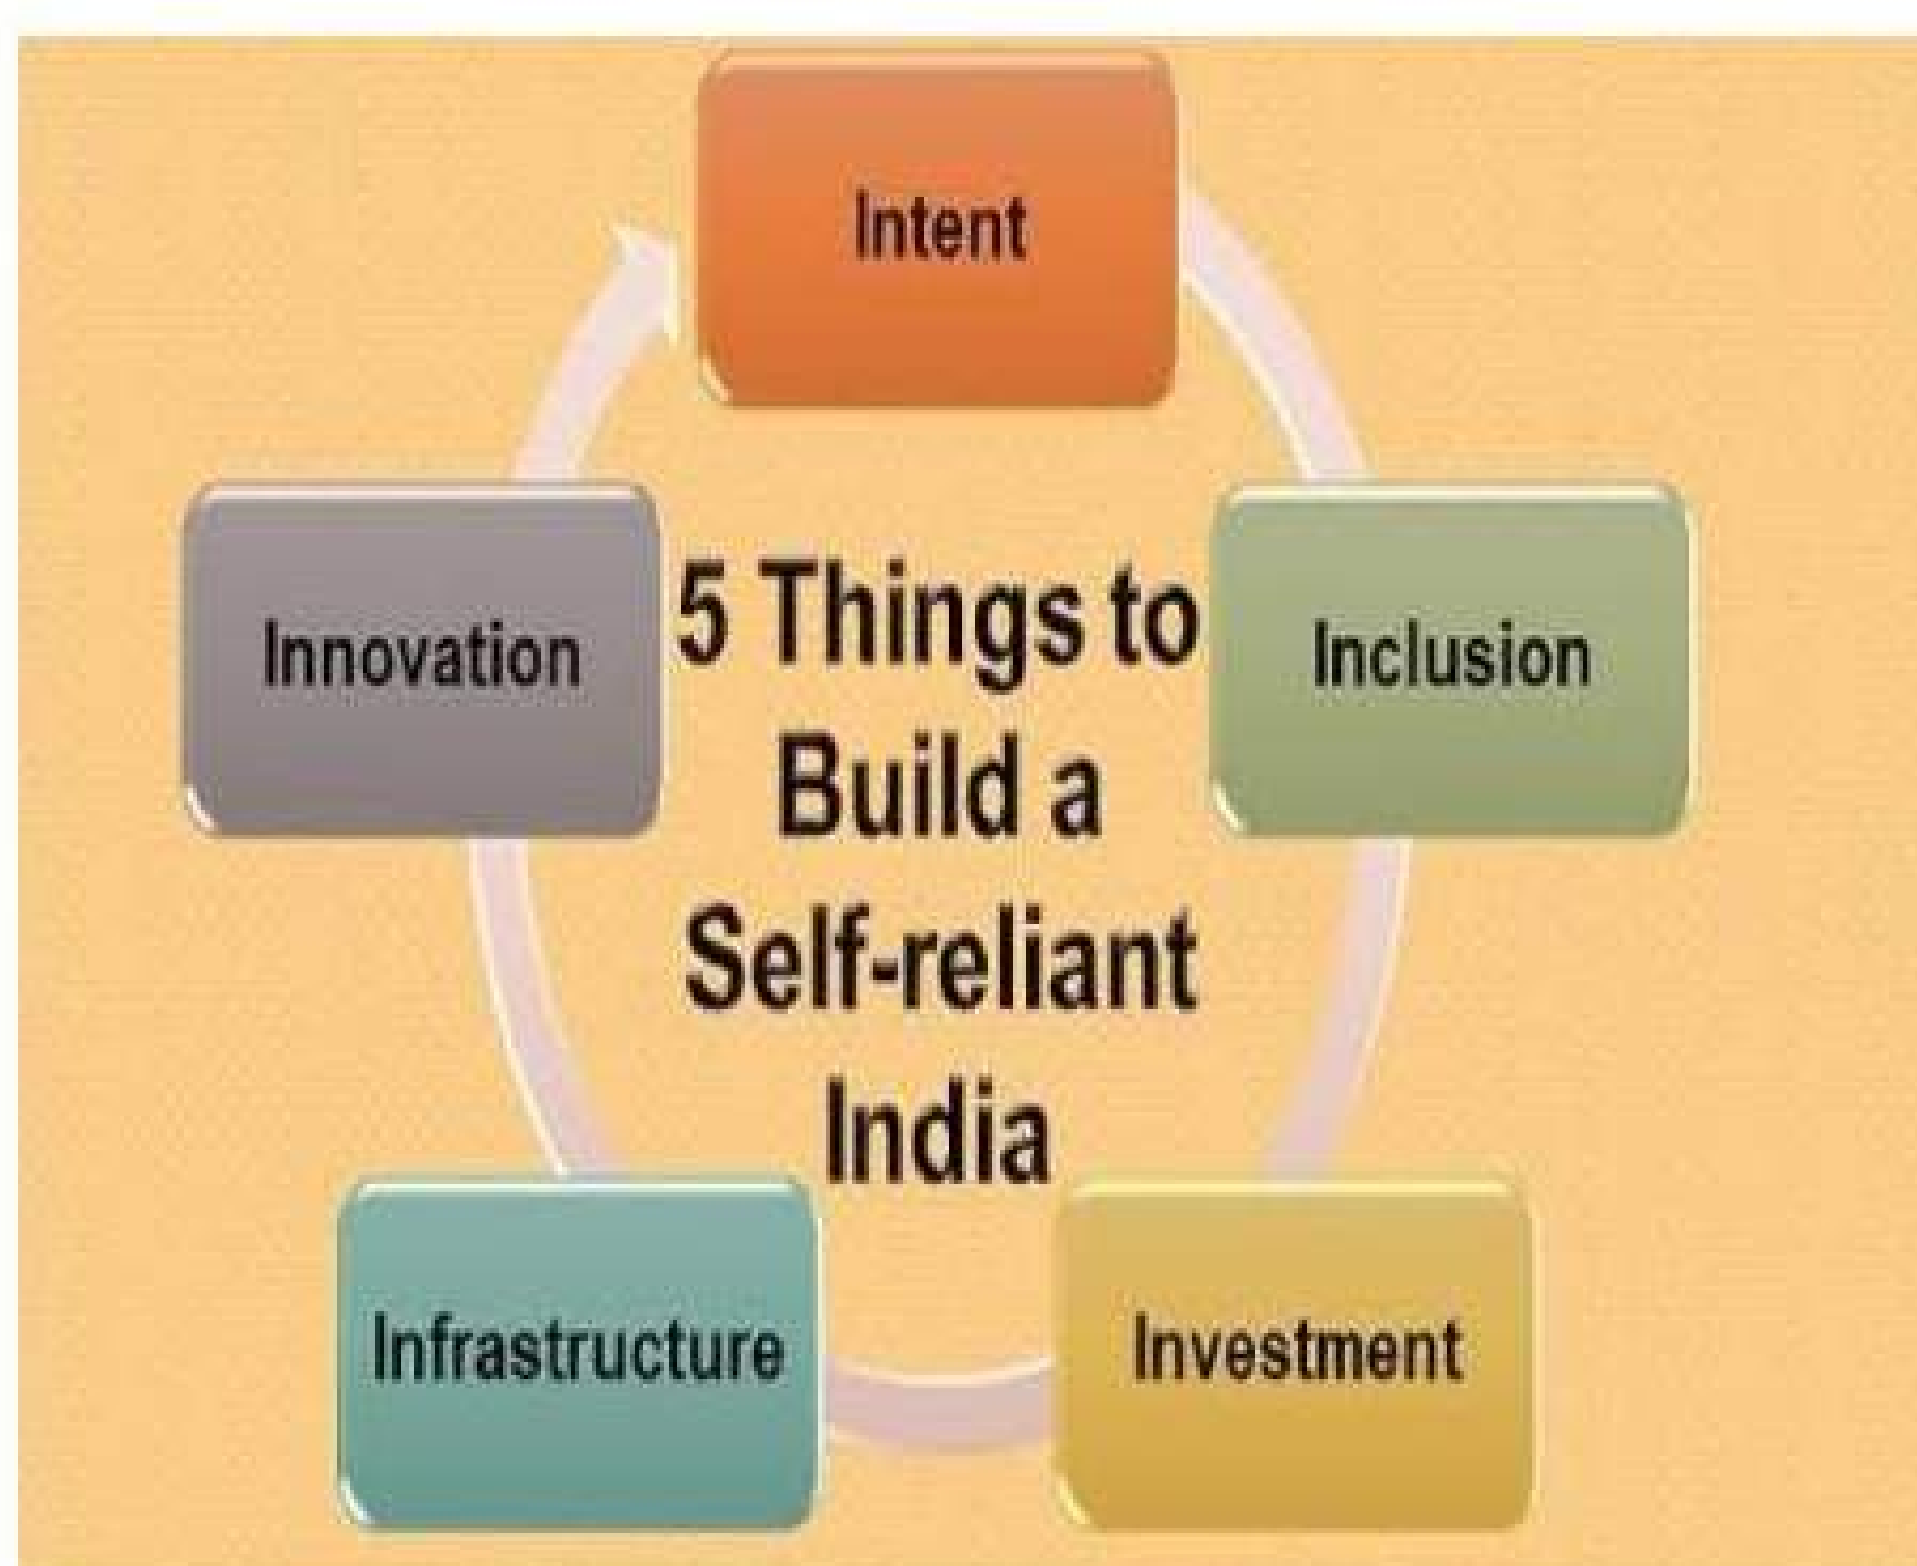 Intent
Innovation
Inclusion
5 Things to
Build a
Self-reliant
India
Infrastructure
Investment